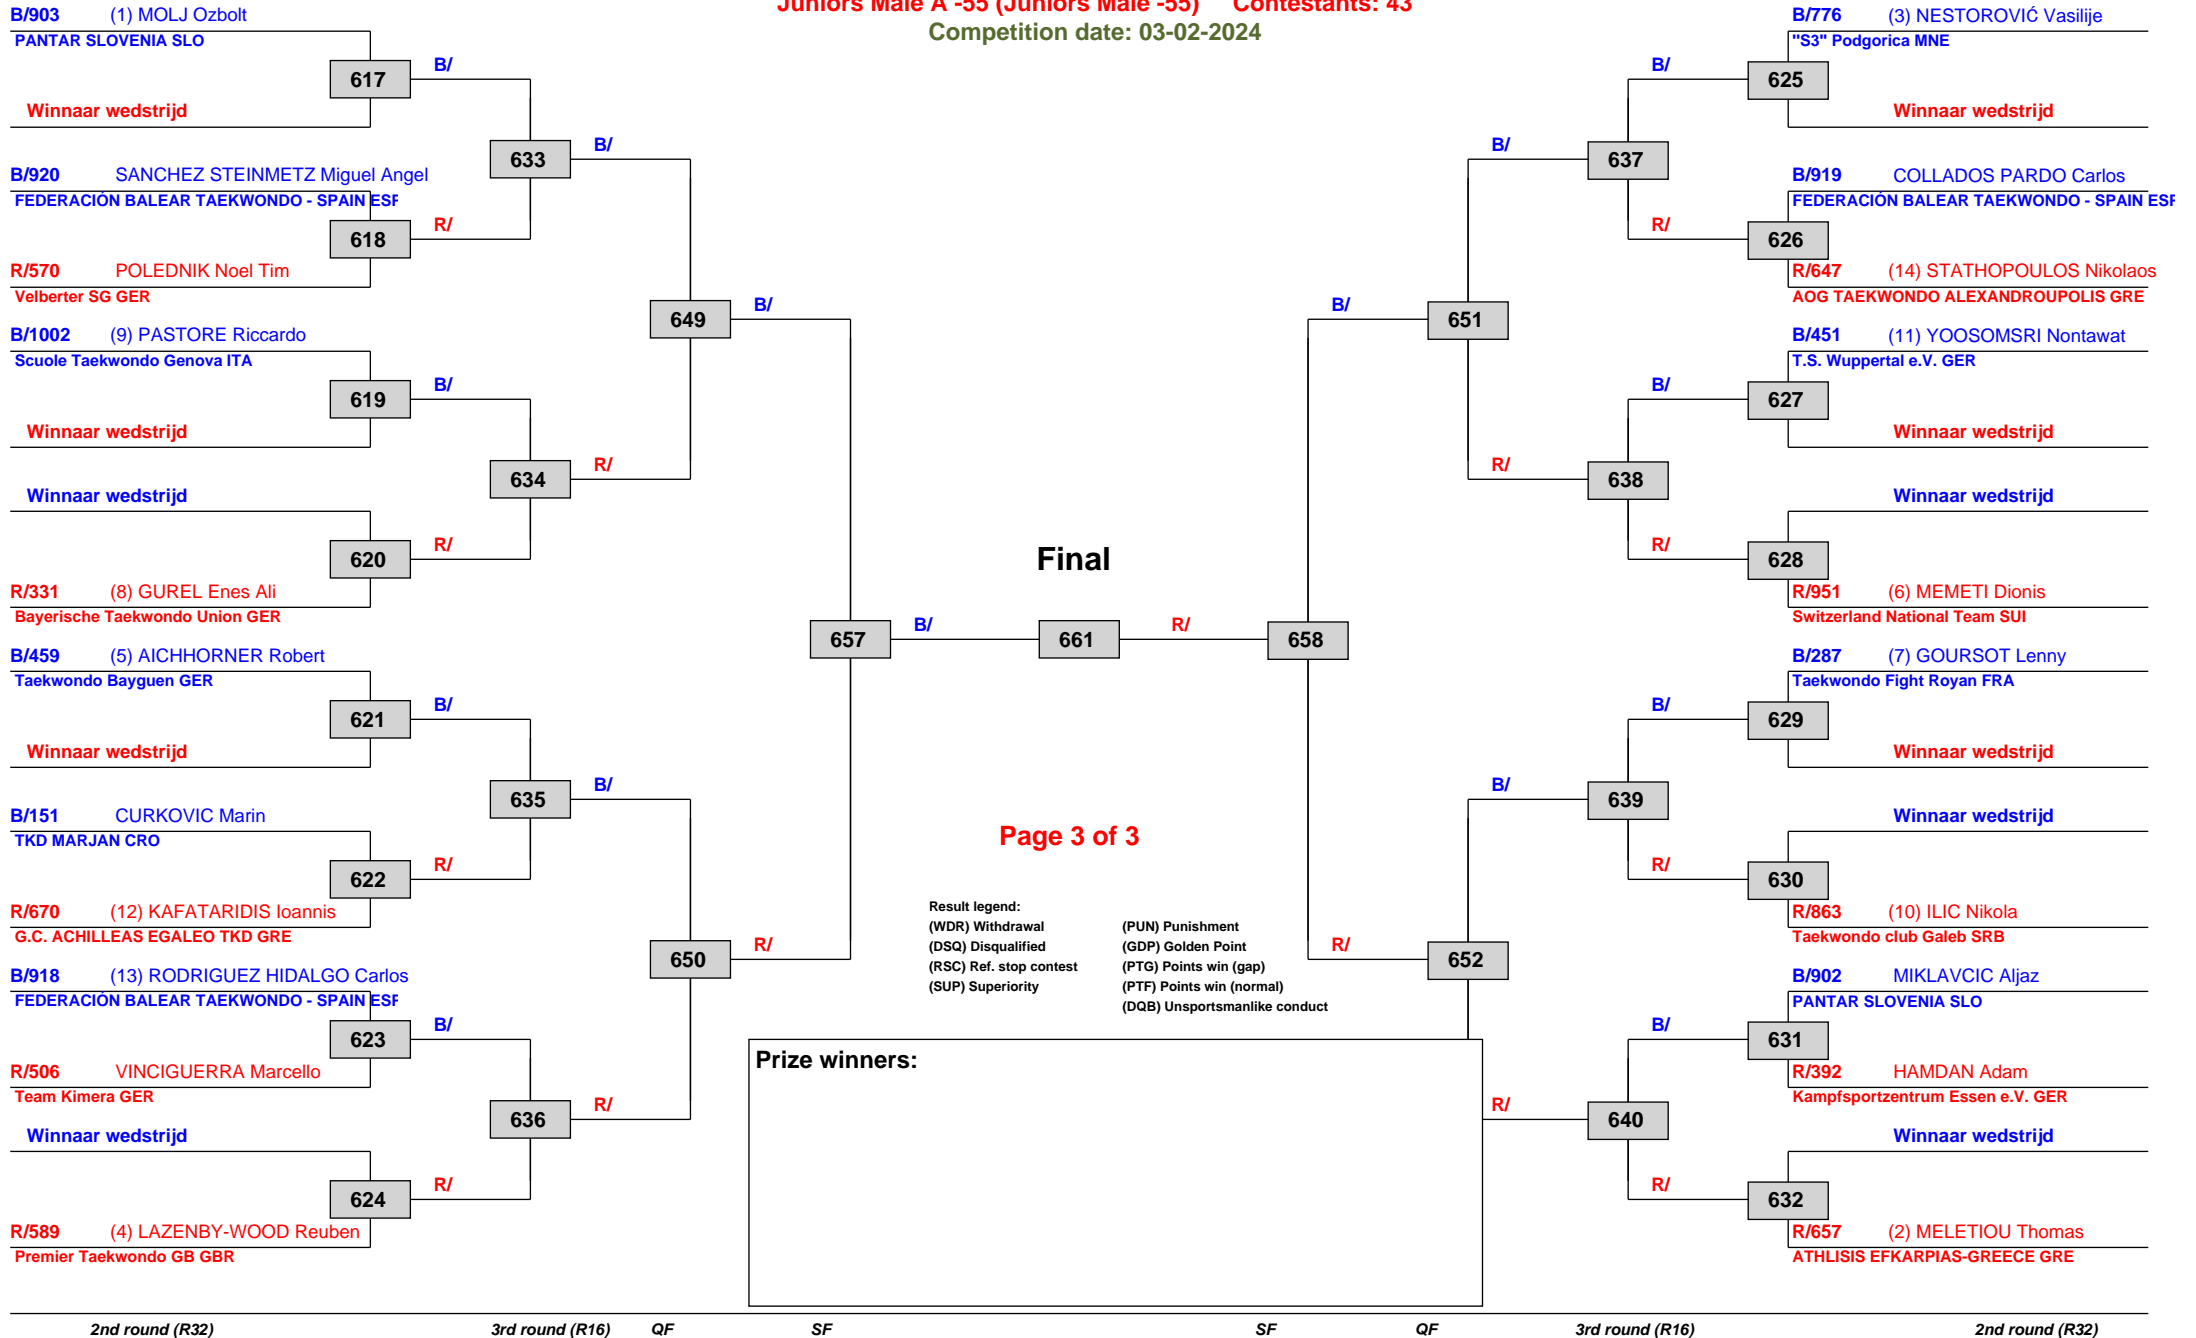 Juniors Male A -55 (Juniors Male -55) Contestants: 43
Competition date: 03-02-2024
B/903 (1) MOLJ Ozbolt
PANTAR SLOVENIA SLO
617
B/
Winnaar wedstrijd
633
B/
B/920 SANCHEZ STEINMETZ Miguel Angel
FEDERACIÓN BALEAR TAEKWONDO - SPAIN ESP
618
R/
R/570 POLEDNIK Noel Tim
Velberter SG GER
649
B/
B/1002 (9) PASTORE Riccardo
Scuole Taekwondo Genova ITA
619
B/
Winnaar wedstrijd
634
R/
Winnaar wedstrijd
620
R/
R/331 (8) GUREL Enes Ali
Bayerische Taekwondo Union GER
657
B/
B/459 (5) AICHHORNER Robert
Taekwondo Bayguen GER
621
B/
Winnaar wedstrijd
635
B/
B/151 CURKOVIC Marin
TKD MARJAN CRO
622
R/
R/670 (12) KAFATARIDIS Ioannis
G.C. ACHILLEAS EGALEO TKD GRE
650
R/
B/918 (13) RODRIGUEZ HIDALGO Carlos
FEDERACIÓN BALEAR TAEKWONDO - SPAIN ESP
623
B/
R/506 VINCIGUERRA Marcello
Team Kimera GER
636
R/
Winnaar wedstrijd
624
R/
R/589 (4) LAZENBY-WOOD Reuben
Premier Taekwondo GB GBR
Final
661
R/
658
Page 3 of 3
Result legend:
(WDR) Withdrawal
(DSQ) Disqualified
(RSC) Ref. stop contest
(SUP) Superiority
(PUN) Punishment
(GDP) Golden Point
(PTG) Points win (gap)
(PTF) Points win (normal)
(DQB) Unsportsmanlike conduct
Prize winners:
B/776 (3) NESTOROVIĆ Vasilije
"S3" Podgorica MNE
B/
625
Winnaar wedstrijd
B/
637
B/919 COLLADOS PARDO Carlos
FEDERACIÓN BALEAR TAEKWONDO - SPAIN ESP
R/
626
R/647 (14) STATHOPOULOS Nikolaos
AOG TAEKWONDO ALEXANDROUPOLIS GRE
B/
651
B/451 (11) YOOSOMSRI Nontawat
T.S. Wuppertal e.V. GER
B/
627
Winnaar wedstrijd
R/
638
Winnaar wedstrijd
R/
628
R/951 (6) MEMETI Dionis
Switzerland National Team SUI
B/287 (7) GOURSOT Lenny
Taekwondo Fight Royan FRA
B/
629
Winnaar wedstrijd
B/
639
Winnaar wedstrijd
R/
630
R/863 (10) ILIC Nikola
Taekwondo club Galeb SRB
R/
652
B/902 MIKLAVCIC Aljaz
PANTAR SLOVENIA SLO
B/
631
R/392 HAMDAN Adam
Kampfsportzentrum Essen e.V. GER
R/
640
Winnaar wedstrijd
R/
632
R/657 (2) MELETIOU Thomas
ATHLISIS EFKARPIAS-GREECE GRE
2nd round (R32) 3rd round (R16) QF SF SF QF 3rd round (R16) 2nd round (R32)